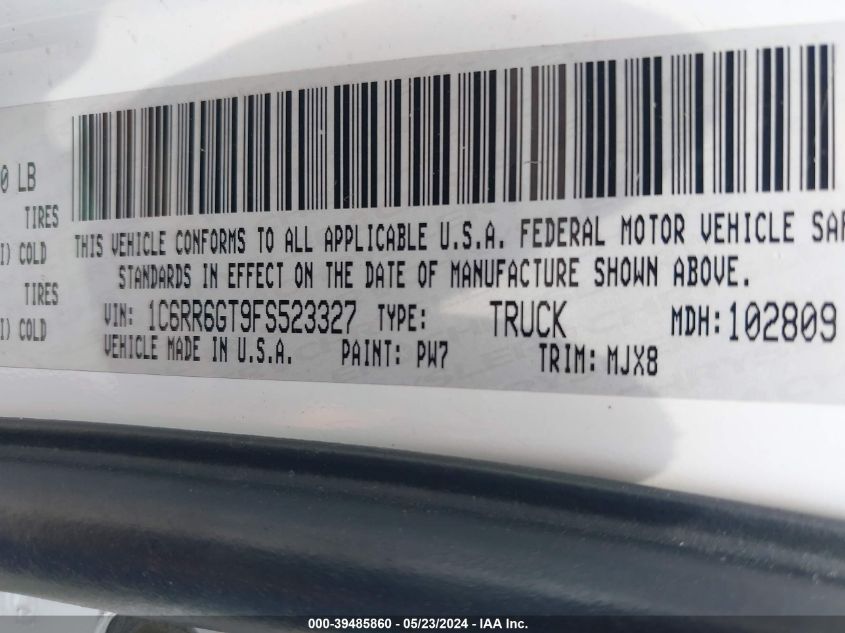 0 LB
TIRES
I) COLD
TIRES
I) COLD
THIS VEHICLE CONFORMS TO ALL APPLICABLE U.S.A. FEDERAL MOTOR VEHICLE SAF
STANDARDS IN EFFECT ON THE DATE OF MANUFACTURE SHOWN ABOVE.
VIN: 1C6RR6GT9FS523327 TYPE: TRUCK MDH:102809
VEHICLE MADE IN U.S.A. PAINT: PW7 TRIM: MJX8
000-39485860 - 05/23/2024 - IAA Inc.